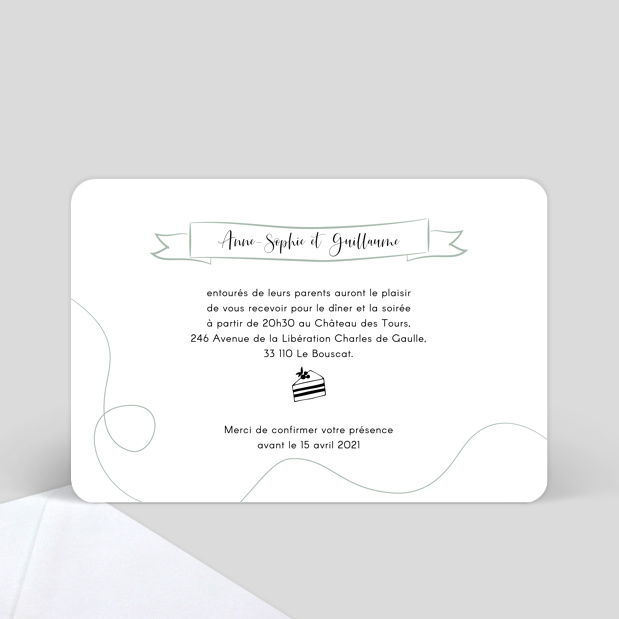 Anne-Sophie et Guillaume
entourés de leurs parents auront le plaisir
de vous recevoir pour le dîner et la soirée
à partir de 20h30 au Château des Tours,
246 Avenue de la Libération Charles de Gaulle,
33 110 Le Bouscat.
Merci de confirmer votre présence
avant le 15 avril 2021